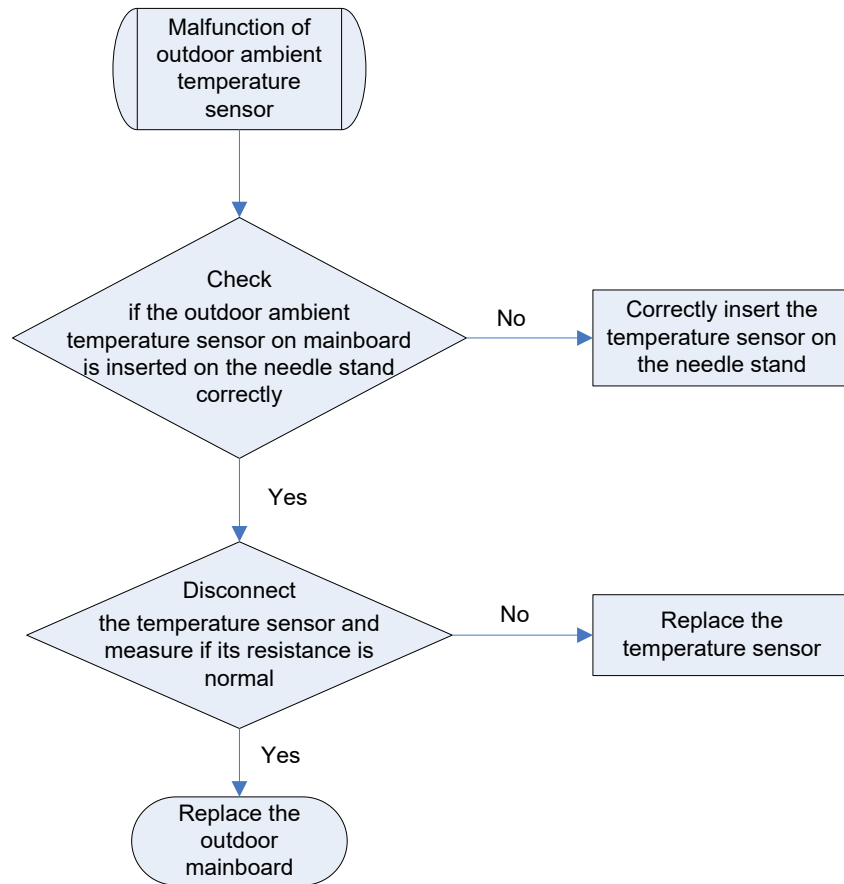 Malfunction of
outdoor ambient
temperature
sensor
Check
if the outdoor ambient
temperature sensor on mainboard
is inserted on the needle stand
correctly
No
Correctly insert the
temperature sensor on
the needle stand
Yes
Disconnect
the temperature sensor and
measure if its resistance is
normal
No
Replace the
temperature sensor
Yes
Replace the
outdoor
mainboard